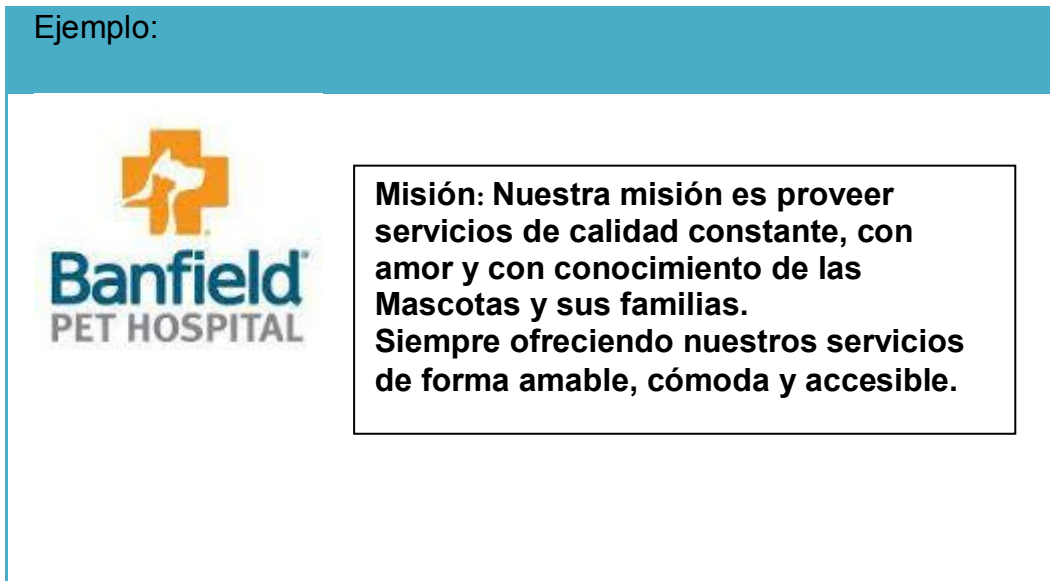 Ejemplo:
Banfield
PET HOSPITAL
Misión: Nuestra misión es proveer
servicios de calidad constante, con
amor y con conocimiento de las
Mascotas y sus familias.
Siempre ofreciendo nuestros servicios
de forma amable, cómoda y accesible.